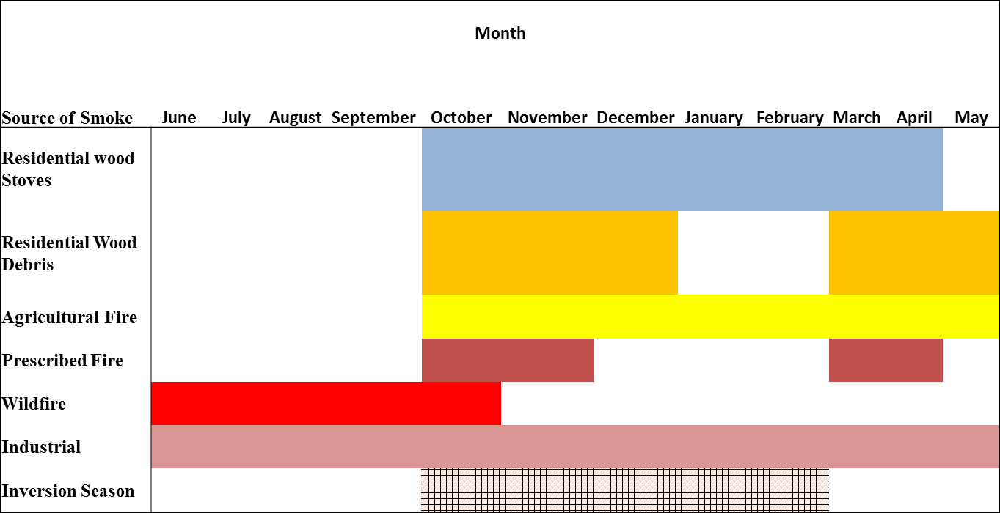 Month
Source of Smoke June July August September October November December January February March April May
Residential wood
Stoves
Residential Wood
Debris
Agricultural Fire
Prescribed Fire
Wildfire
Industrial
Inversion Season